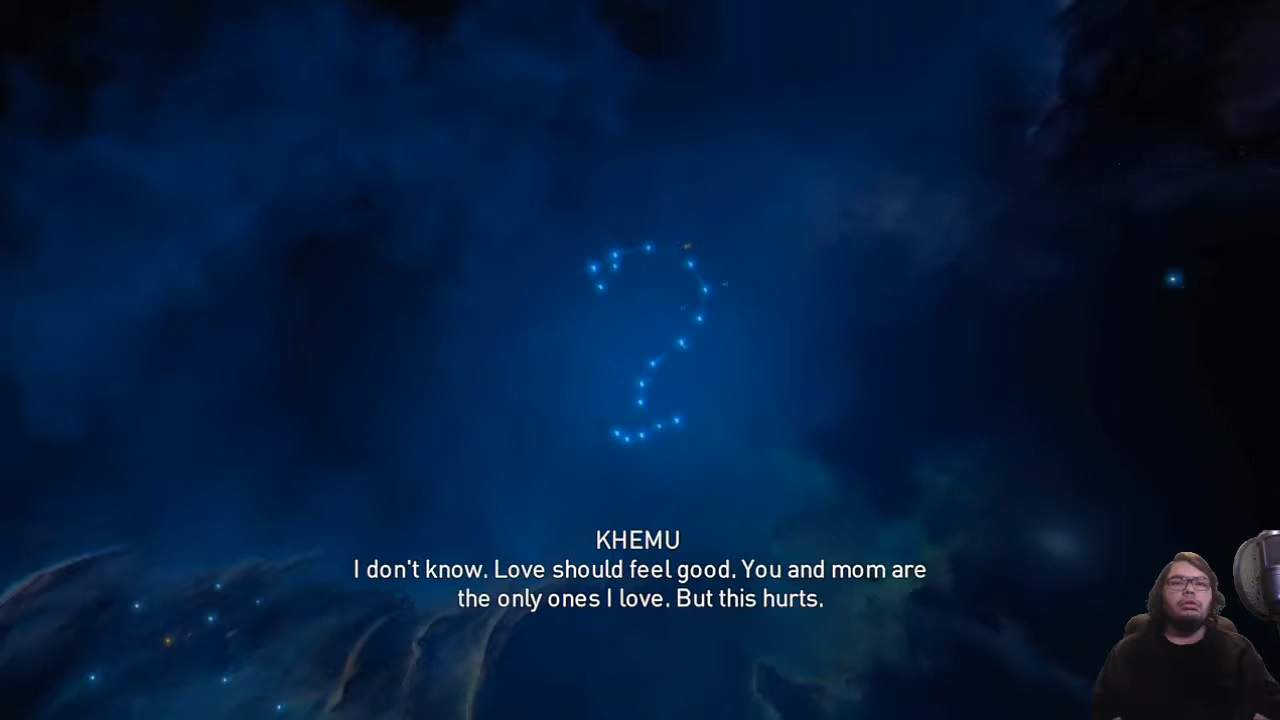 KHEMU
I don't know. Love should feel good. You and mom are
the only ones I love. But this hurts.